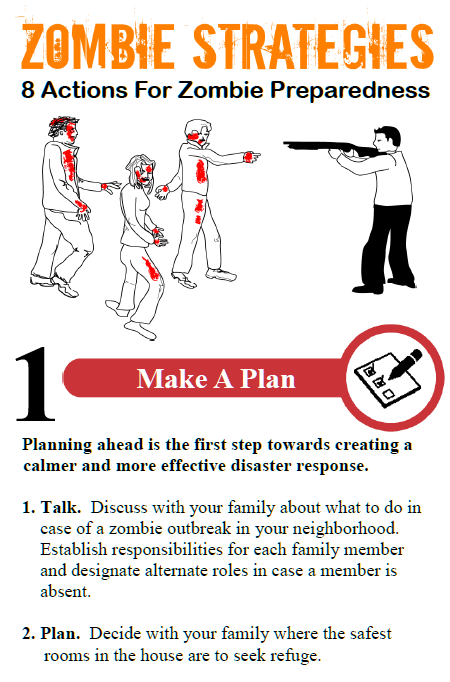 ZOMBIE STRATEGIES
8 Actions For Zombie Preparedness
1
Make A Plan
Planning ahead is the first step towards creating a
calmer and more effective disaster response.
1. Talk. Discuss with your family about what to do in
case of a zombie outbreak in your neighborhood.
Establish responsibilities for each family member
and designate alternate roles in case a member is
absent.
2. Plan. Decide with your family where the safest
rooms in the house are to seek refuge.